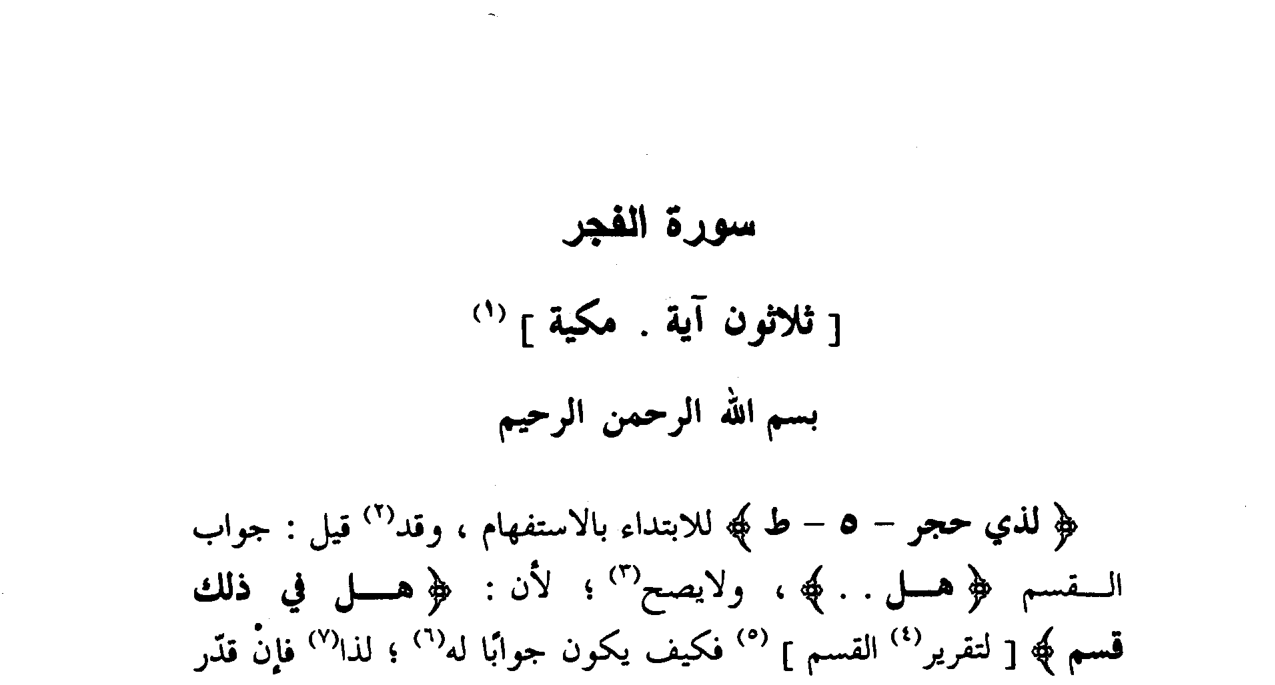 سورة الفجر
[ ثلاثون آية . مكية ] (١)
بسم الله الرحمن الرحيم
﴿ لذي حجر – ٥ – ط ﴾ للابتداء بالاستفهام ، وقد(٢) قيل : جواب
القسم ﴿ هل . . ﴾ ، ولايصح(٣) ؛ لأن : ﴿ هل في ذلك
قسم ﴾ [ لتقرير(٤) القسم ] (٥) فكيف يكون جوابًا له(٦) ؛ لذا(٧) فإنْ قدّر